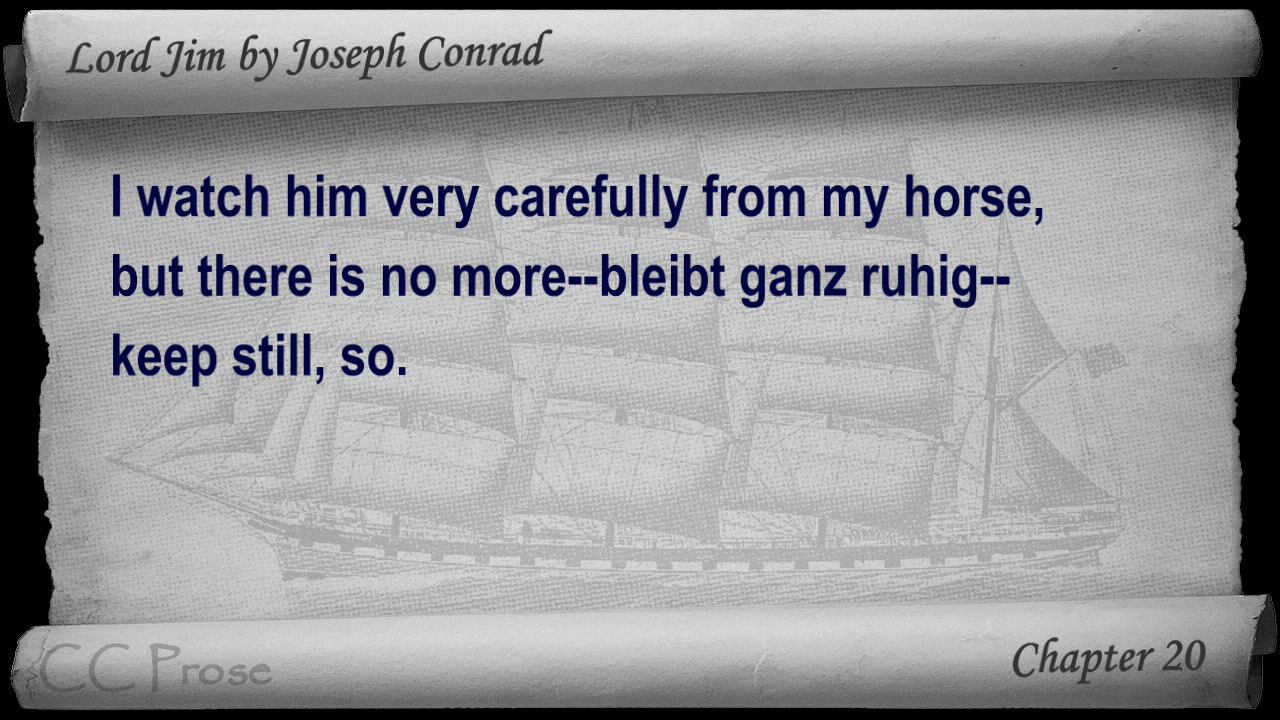 Lord Jim by Joseph Conrad
I watch him very carefully from my horse,
but there is no more--bleibt ganz ruhig--
keep still, so.
CC Prose
Chapter 20